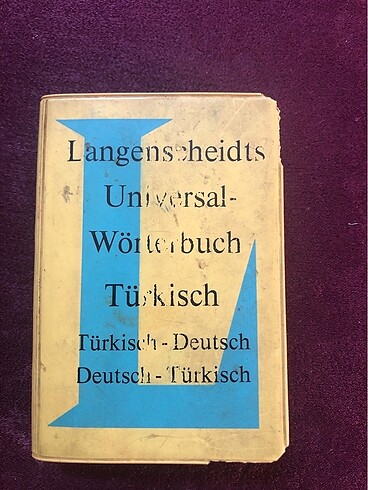 Langenscheidts
Universal-
Wörterbuch
Türkisch
Türkisch - Deutsch
Deutsch - Türkisch